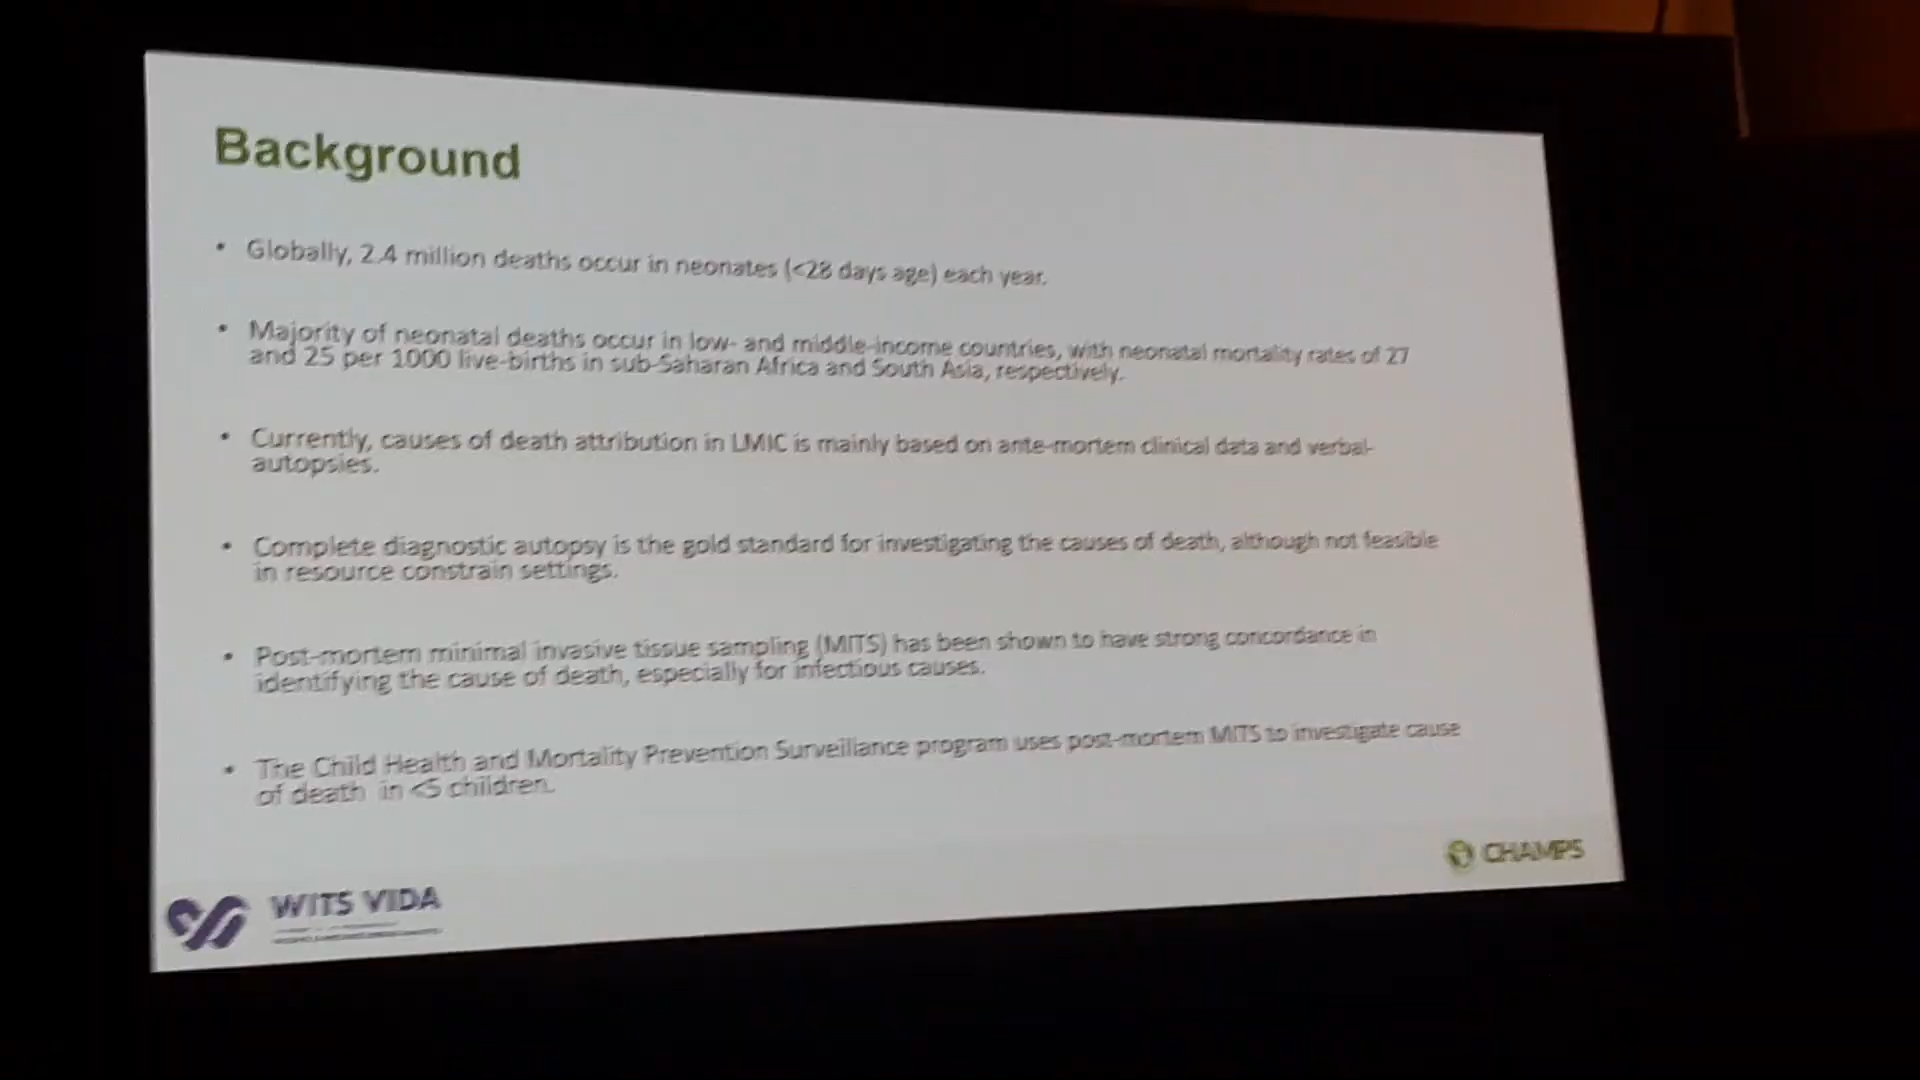 Background
• Globally, 2.4 million deaths occur in neonates (<28 days age) each year.
• Majority of neonatal deaths occur in low- and middle-income countries, with neonatal mortality rates of 27
and 25 per 1000 live-births in sub-Saharan Africa and South Asia, respectively.
• Currently, causes of death attribution in LMIC is mainly based on ante-mortem clinical data and verbal-
autopsies.
• Complete diagnostic autopsy is the gold standard for investigating the causes of death, although not feasible
in resource constrain settings.
• Post-mortem minimal invasive tissue sampling (MITS) has been shown to have strong concordance in
identifying the cause of death, especially for infectious causes.
• The Child Health and Mortality Prevention Surveillance program uses post-mortem MITS to investigate cause
of death in <5 children.
CHAMPS
WITS VIDA